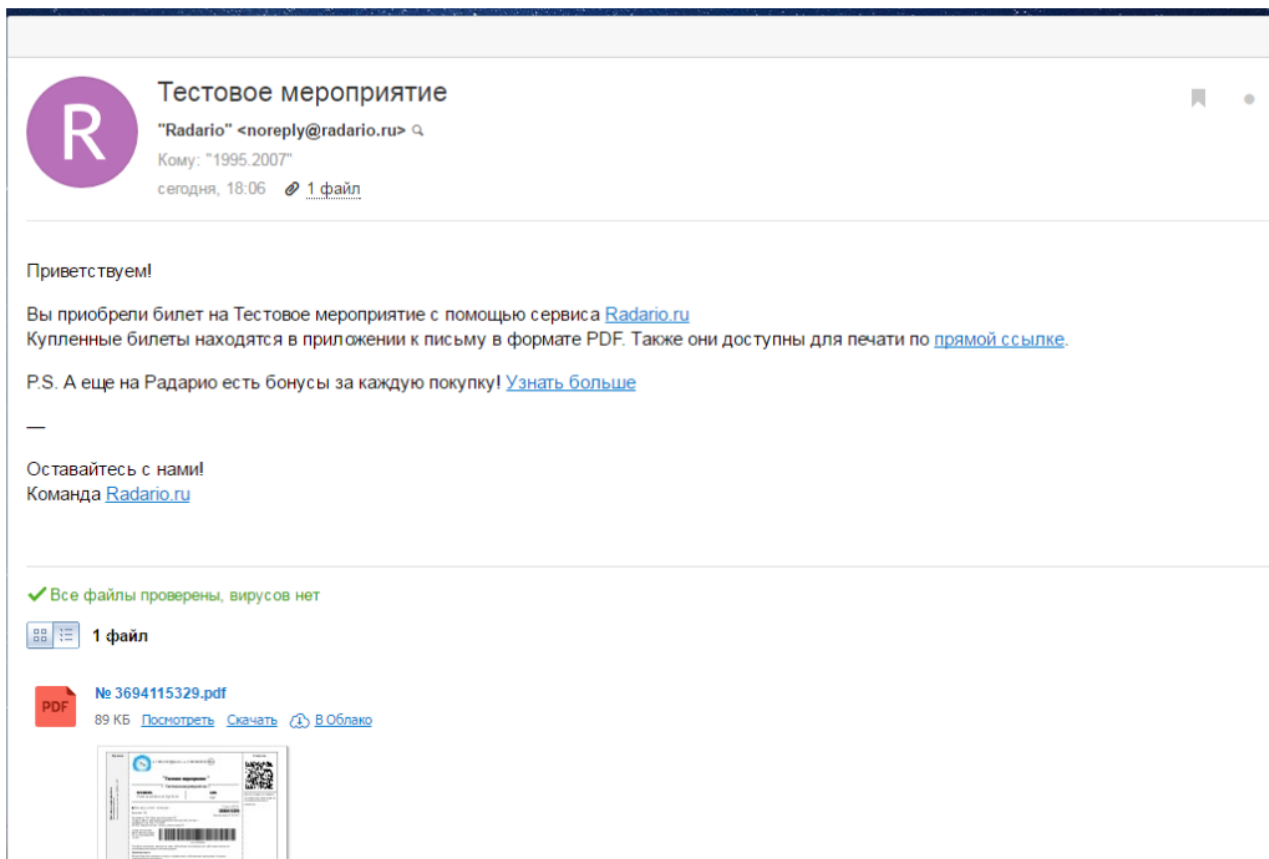 R
Тестовое мероприятие
"Radario" <noreply@radario.ru>
Кому: "1995.2007"
сегодня, 18:06 1 файл
Приветствуем!
Вы приобрели билет на Тестовое мероприятие с помощью сервиса Radario.ru
Купленные билеты находятся в приложении к письму в формате PDF. Также они доступны для печати по прямой ссылке.
P.S. А еще на Радарио есть бонусы за каждую покупку! Узнать больше
—
Оставайтесь с нами!
Команда Radario.ru
Все файлы проверены, вирусов нет
1 файл
PDF
№ 3694115329.pdf
89 КБ Посмотреть Скачать В Облако
"Тестовое мероприятие"